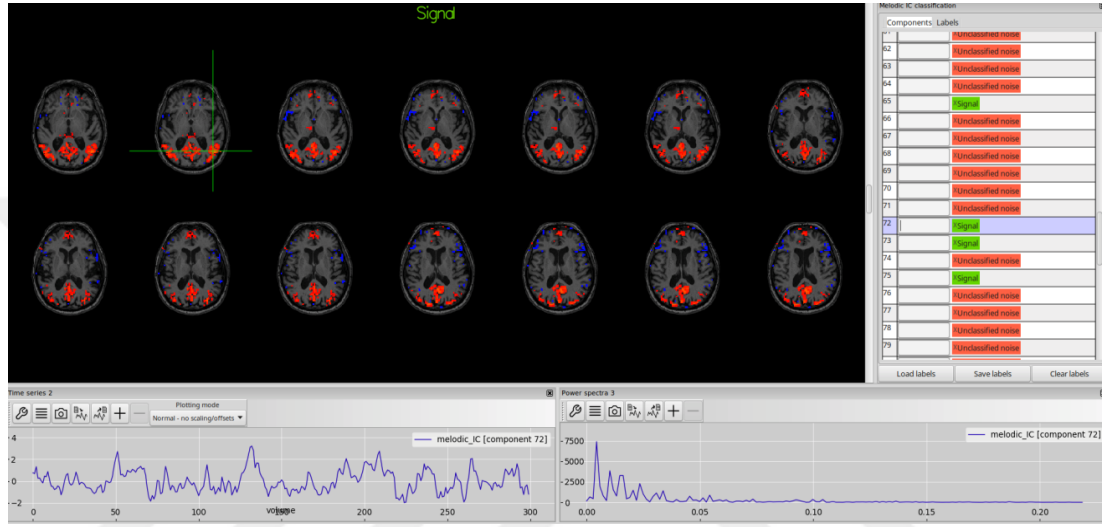 Signal
Melodic IC classification
Components Labels
Unclassified noise
62 Unclassified noise
63 Unclassified noise
64 Unclassified noise
65 Signal
66 Unclassified noise
67 Unclassified noise
68 Unclassified noise
69 Unclassified noise
70 Unclassified noise
71 Unclassified noise
72 Signal
73 Signal
74 Unclassified noise
75 Signal
76 Unclassified noise
77 Unclassified noise
78 Unclassified noise
79 Unclassified noise
Load labels Save labels Clear labels
Time series 2
Plotting mode
Normal - no scaling/offsets
melodic_IC [component 72]
4
2
0
−2
0 50 100 150 200 250 300
volume
Power spectra 3
melodic_IC [component 72]
7500
5000
2500
0
0.00 0.05 0.10 0.15 0.20